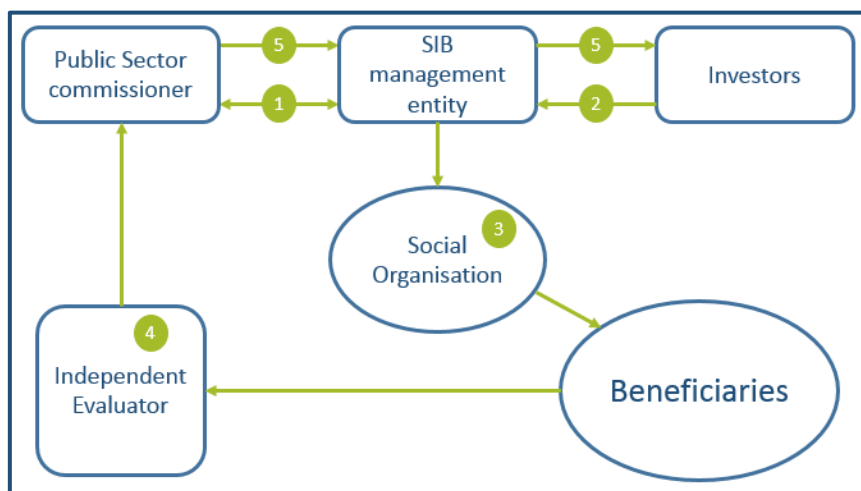 Public Sector
commissioner
5
1
SIB
management
entity
5
2
Investors
3
Social
Organisation
4
Independent
Evaluator
Beneficiaries